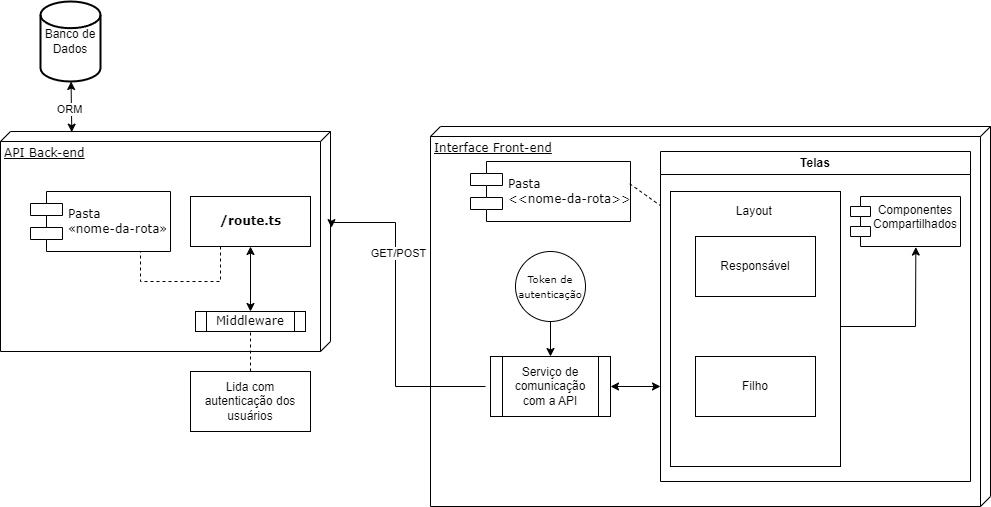 Banco de
Dados
ORM
API Back-end
Pasta
«nome-da-rota»
/route.ts
Middleware
Lida com
autenticação dos
usuários
GET/POST
Interface Front-end
Pasta
<<nome-da-rota>>
Token de
autenticação
Serviço de
comunicação
com a API
Telas
Layout
Responsável
Filho
Componentes
Compartilhados